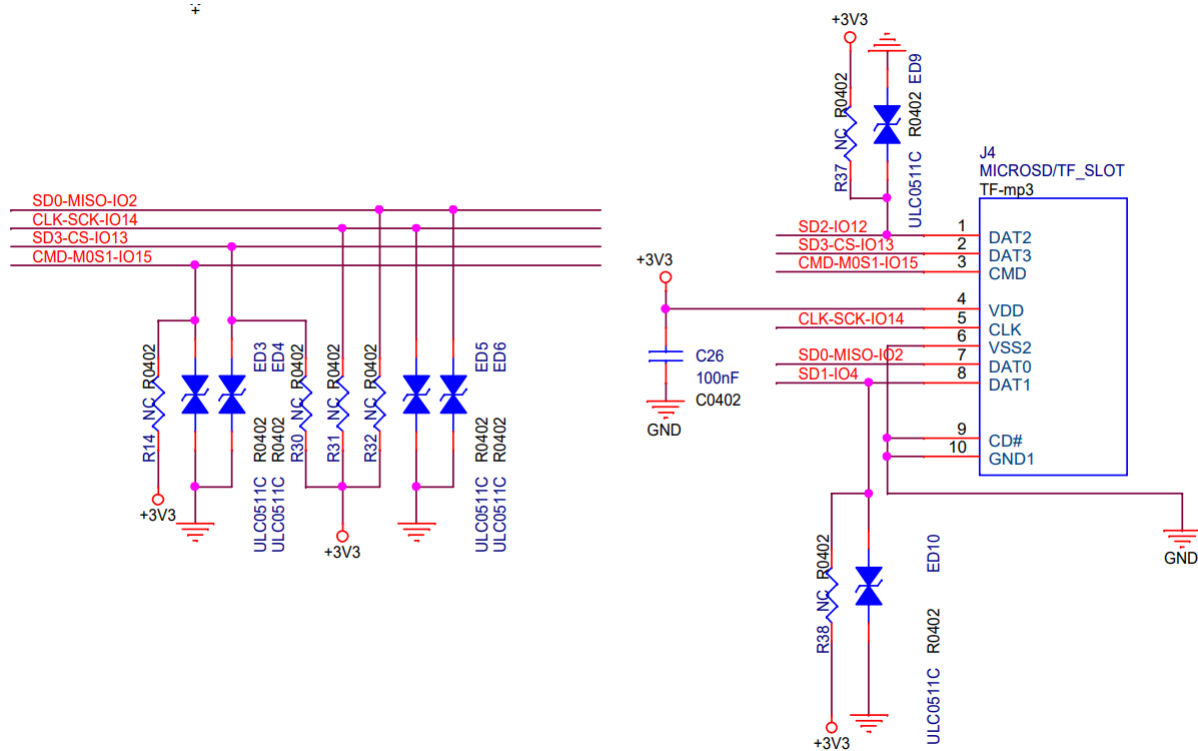 +
SD0-MISO-IO2
CLK-SCK-IO14
SD3-CS-IO13
CMD-M0S1-IO15
R14 NC R0402
ED3
ED4
R0402
R0402
ULC0511C
ULC0511C
R30 NC R0402
R31 NC R0402
R32 NC R0402
ED5
ED6
R0402
R0402
ULC0511C
ULC0511C
+3V3
+3V3
+3V3
R37 NC R0402
ED9
R0402
ULC0511C
J4
MICROSD/TF_SLOT
TF-mp3
SD2-IO12 1 DAT2
SD3-CS-IO13 2 DAT3
CMD-M0S1-IO15 3 CMD
+3V3
4 VDD
CLK-SCK-IO14 5 CLK
6 VSS2
SD0-MISO-IO2 7 DAT0
SD1-IO4 8 DAT1
C26
100nF
C0402
GND
9 CD#
10 GND1
GND
R38 NC R0402
ED10
R0402
ULC0511C
+3V3